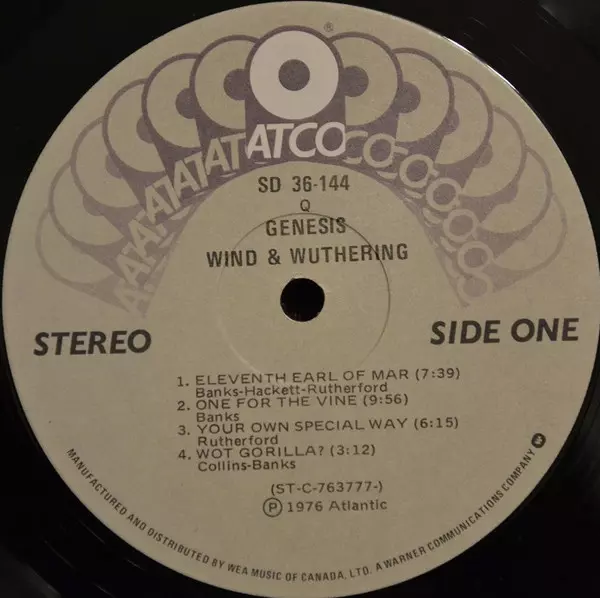 ®
ATCO
SD 36-144
Q
GENESIS
WIND & WUTHERING
STEREO
SIDE ONE
1. ELEVENTH EARL OF MAR (7:39)
Banks-Hackett-Rutherford
2. ONE FOR THE VINE (9:56)
Banks
3. YOUR OWN SPECIAL WAY (6:15)
Rutherford
4. WOT GORILLA? (3:12)
Collins-Banks
(ST-C-763777-)
Ⓟ 1976 Atlantic
MANUFACTURED AND DISTRIBUTED BY WEA MUSIC OF CANADA, LTD. A WARNER COMMUNICATIONS COMPANY